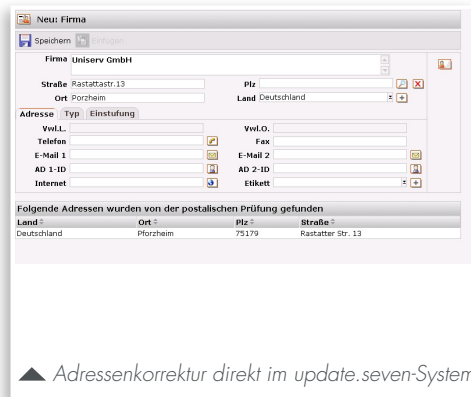 Neu: Firma
Speichern Einfügen
Firma Uniserv GmbH
Straße Rastattastr.13 Plz
Ort Porzheim Land Deutschland
Adresse Typ Einstufung
Vwl.L. Vwl.O.
Telefon Fax
E-Mail 1 E-Mail 2
AD 1-ID AD 2-ID
Internet Etikett
Folgende Adressen wurden von der postalischen Prüfung gefunden
Land Ort Plz Straße
Deutschland Pforzheim 75179 Rastatter Str. 13
Adressenkorrektur direkt im update.seven-System